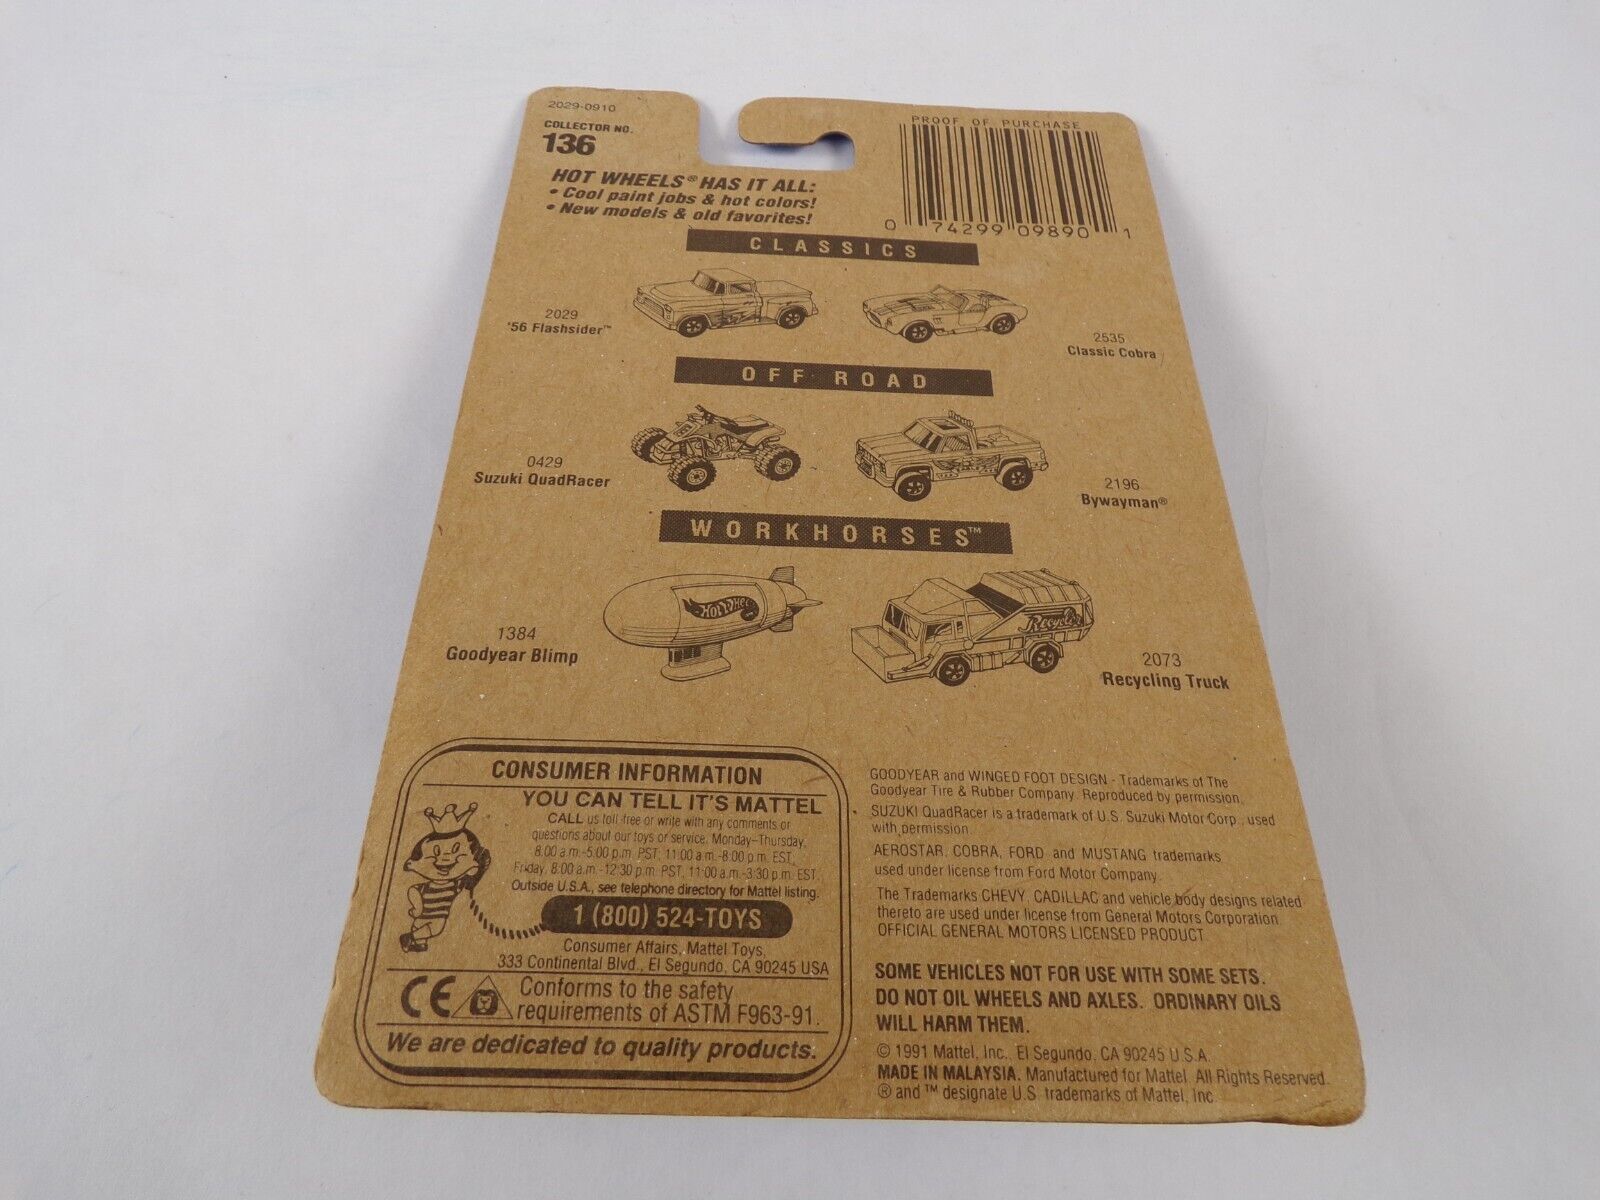 2029-0910
COLLECTOR NO.
136
HOT WHEELS® HAS IT ALL:
• Cool paint jobs & hot colors!
• New models & old favorites!
PROOF OF PURCHASE
0 74299 09890 1
CLASSICS
2029
'56 Flashsider™
2535
Classic Cobra
OFF ROAD
0429
Suzuki QuadRacer
2196
Bywayman®
WORKHORSES™
HOT WHEELS
1384
Goodyear Blimp
Recycler
2073
Recycling Truck
CONSUMER INFORMATION
YOU CAN TELL IT'S MATTEL
CALL us toll-free or write with any comments or
questions about our toys or service, Monday–Thursday,
8:00 a.m.-5:00 p.m. PST, 11:00 a.m.-8:00 p.m. EST,
Friday, 8:00 a.m.-12:30 p.m. PST, 11:00 a.m.-3:30 p.m. EST.
Outside U.S.A., see telephone directory for Mattel listing.
1 (800) 524-TOYS
Consumer Affairs, Mattel Toys,
333 Continental Blvd., El Segundo, CA 90245 USA
CE Conforms to the safety
requirements of ASTM F963-91.
We are dedicated to quality products.
GOODYEAR and WINGED FOOT DESIGN - Trademarks of The
Goodyear Tire & Rubber Company. Reproduced by permission.
SUZUKI QuadRacer is a trademark of U.S. Suzuki Motor Corp., used
with permission.
AEROSTAR, COBRA, FORD and MUSTANG trademarks
used under license from Ford Motor Company.
The Trademarks CHEVY, CADILLAC and vehicle body designs related
thereto are used under license from General Motors Corporation.
OFFICIAL GENERAL MOTORS LICENSED PRODUCT
SOME VEHICLES NOT FOR USE WITH SOME SETS.
DO NOT OIL WHEELS AND AXLES. ORDINARY OILS
WILL HARM THEM.
© 1991 Mattel, Inc., El Segundo, CA 90245 U.S.A.
MADE IN MALAYSIA. Manufactured for Mattel. All Rights Reserved.
® and ™ designate U.S. trademarks of Mattel, Inc.